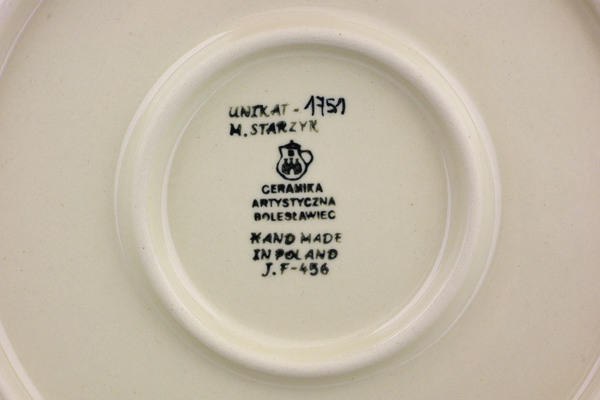 UNIKAT - 1751
M. STARZYK
CERAMIKA
ARTYSTYCZNA
BOLESŁAWIEC
HAND MADE
IN POLAND
J.F-456